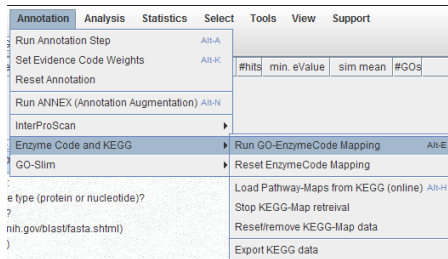 Annotation Analysis Statistics Select Tools View Support
Run Annotation Step Alt-A
Set Evidence Code Weights Alt-K
#hits min. eValue sim mean #GOs
Reset Annotation
Run ANNEX (Annotation Augmentation) Alt-N
InterProScan
Enzyme Code and KEGG
Run GO-EnzymeCode Mapping Alt-E
GO-Slim
Reset EnzymeCode Mapping
Load Pathway-Maps from KEGG (online) Alt-H
e type (protein or nucleotide)?
Stop KEGG-Map retreival
?
nih.gov/blast/fasta.shtml)
Reset/remove KEGG-Map data
)
Export KEGG data